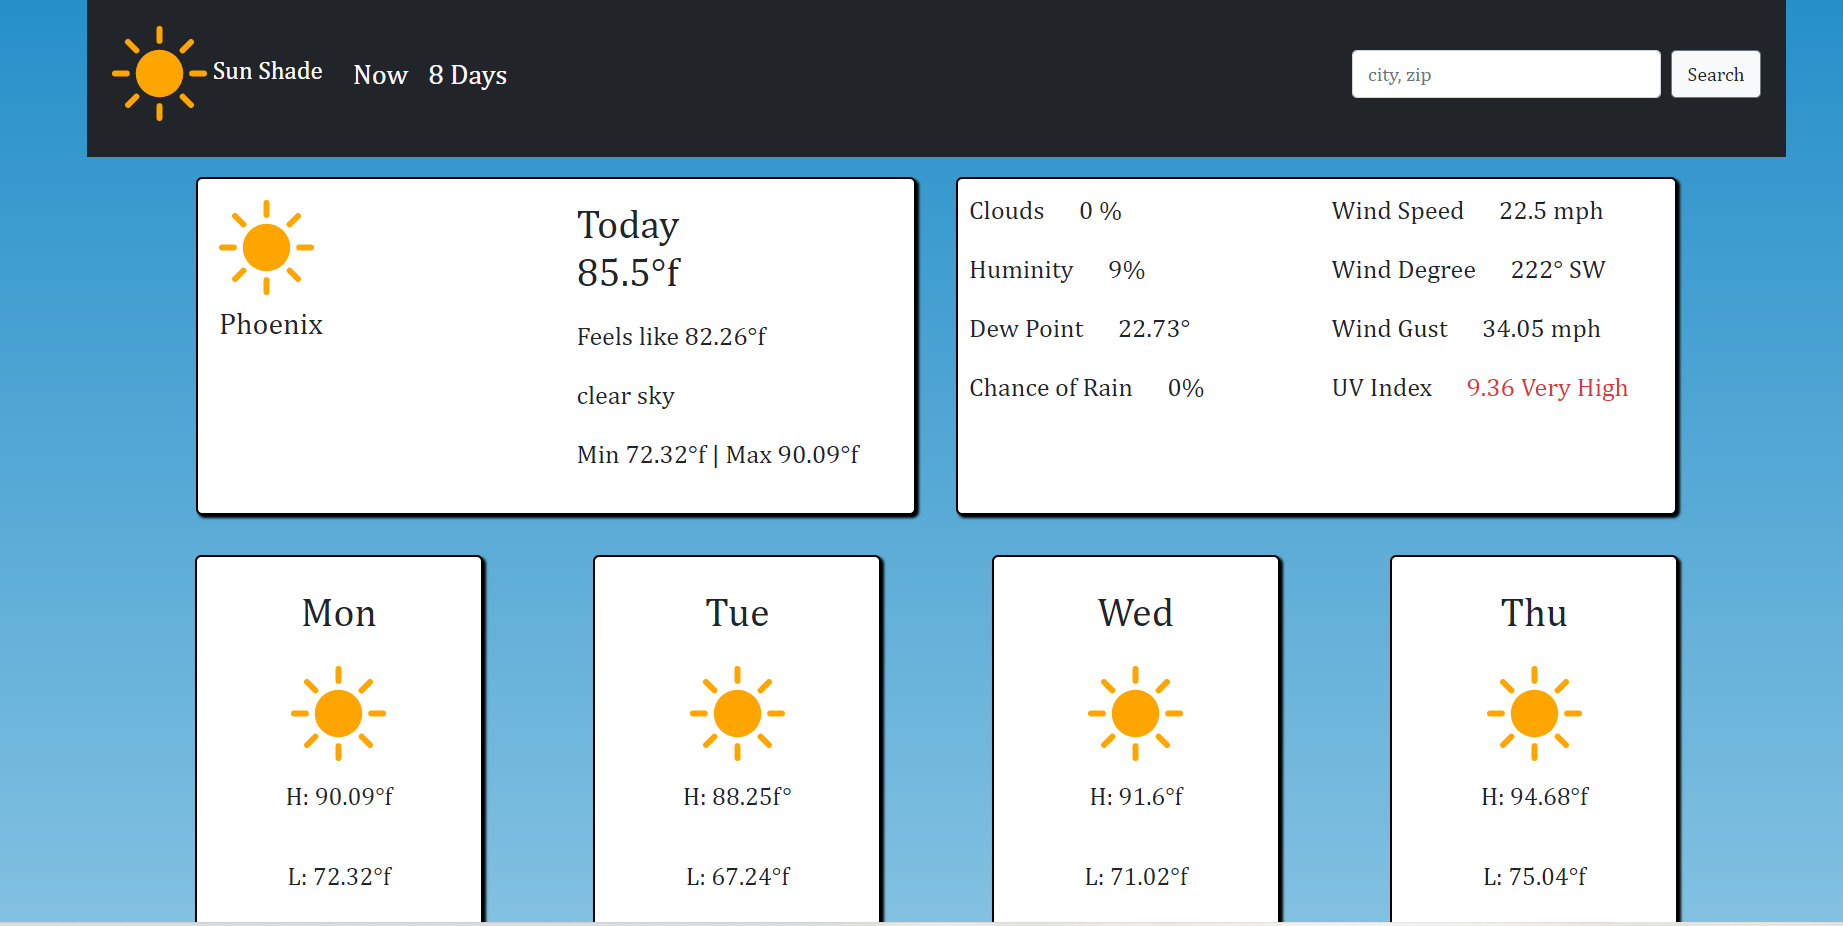 Sun Shade Now 8 Days city, zip Search
Phoenix
Today
85.5°f
Feels like 82.26°f
clear sky
Min 72.32°f | Max 90.09°f
Clouds 0 % Wind Speed 22.5 mph
Huminity 9% Wind Degree 222° SW
Dew Point 22.73° Wind Gust 34.05 mph
Chance of Rain 0% UV Index 9.36 Very High
Mon Tue Wed Thu
H: 90.09°f H: 88.25f° H: 91.6°f H: 94.68°f
L: 72.32°f L: 67.24°f L: 71.02°f L: 75.04°f